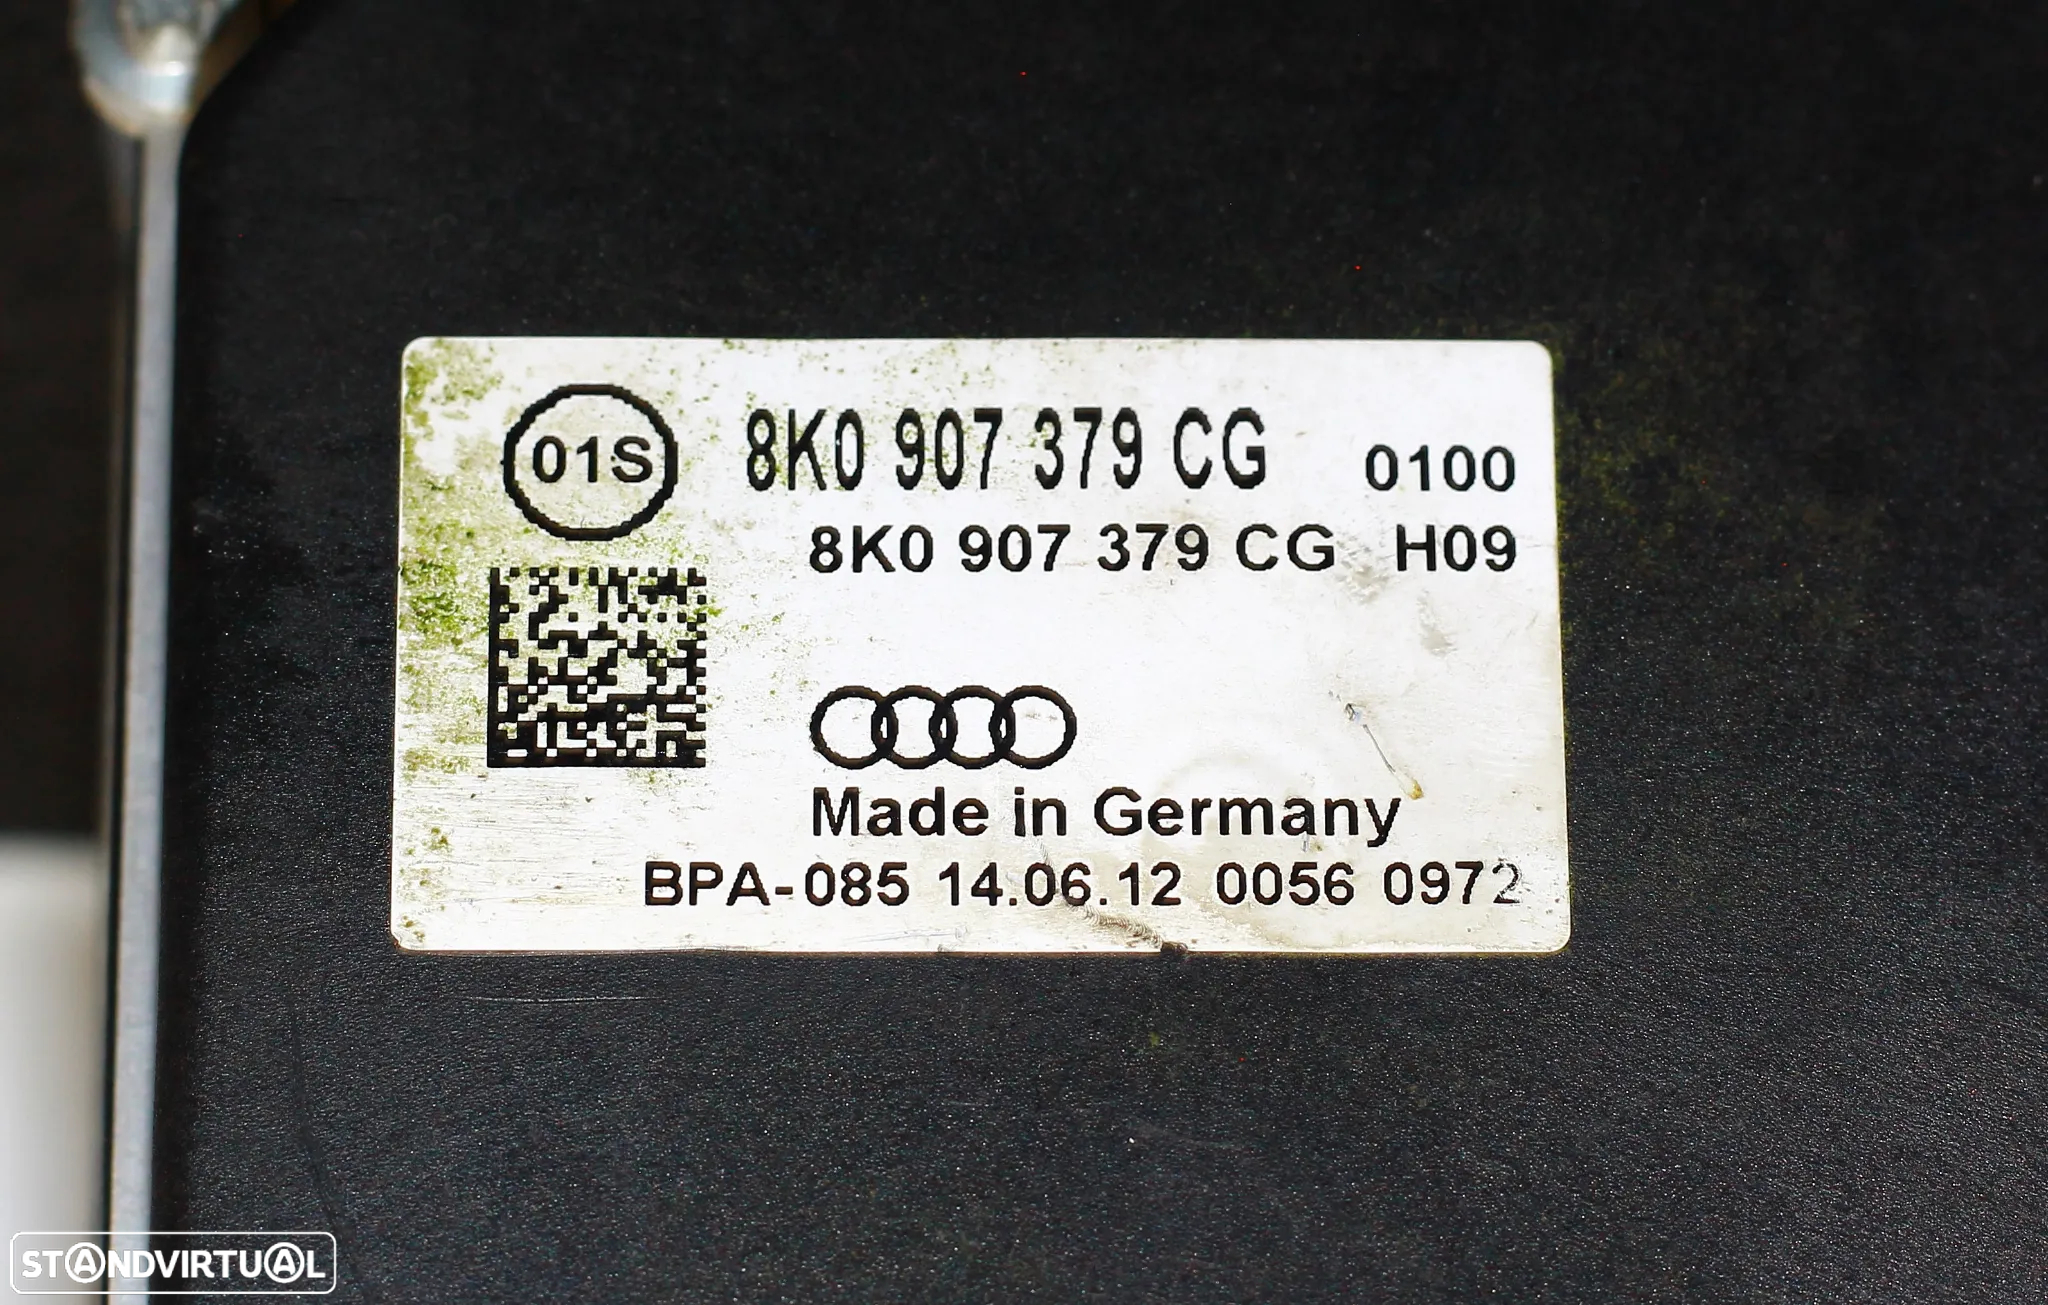 01S
8K0 907 379 CG 0100
8K0 907 379 CG H09
Made in Germany
BPA-085 14.06.12 0056 0972
STANDVIRTUAL